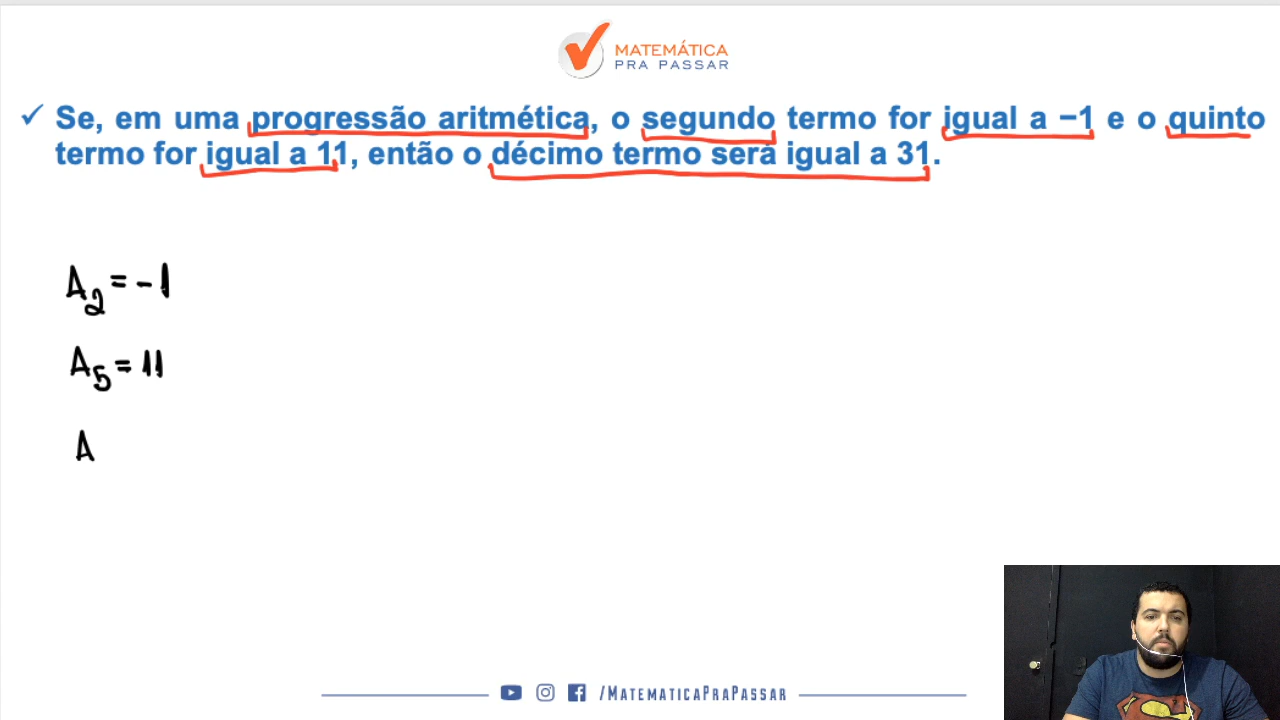 MATEMÁTICA
PRA PASSAR
Se, em uma progressão aritmética, o segundo termo for igual a −1 e o quinto
termo for igual a 11, então o décimo termo será igual a 31.
A2 = -1
A5 = 11
A
/MATEMATICAPRAPASSAR